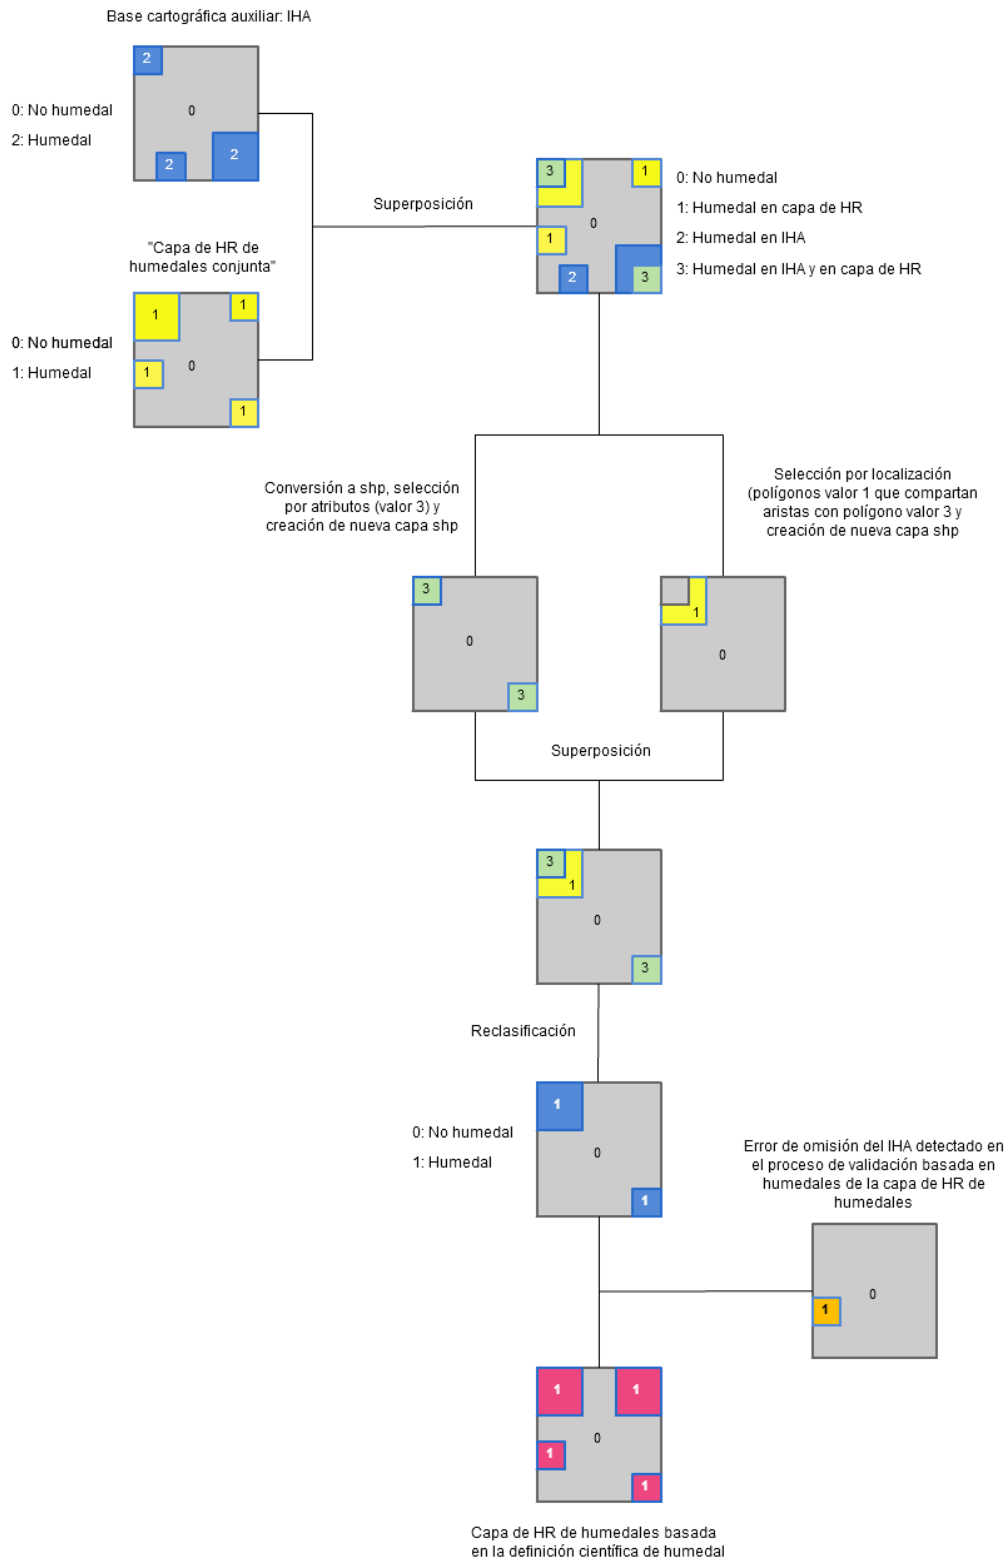 Base cartográfica auxiliar: IHA
2
0
0: No humedal
2: Humedal
2
2
Superposición
3
1
0
1
2
3
0: No humedal
1: Humedal en capa de HR
2: Humedal en IHA
3: Humedal en IHA y en capa de HR
"Capa de HR de
humedales conjunta"
1
1
0: No humedal
0
1: Humedal
1
1
Conversión a shp, selección
por atributos (valor 3) y
creación de nueva capa shp
Selección por localización
(polígonos valor 1 que compartan
aristas con polígono valor 3 y
creación de nueva capa shp
3
0
3
1
0
Superposición
3
1
0
3
Reclasificación
0: No humedal
1: Humedal
1
0
1
Error de omisión del IHA detectado en
el proceso de validación basada en
humedales de la capa de HR de
humedales
0
1
1
1
0
1
1
Capa de HR de humedales basada
en la definición científica de humedal